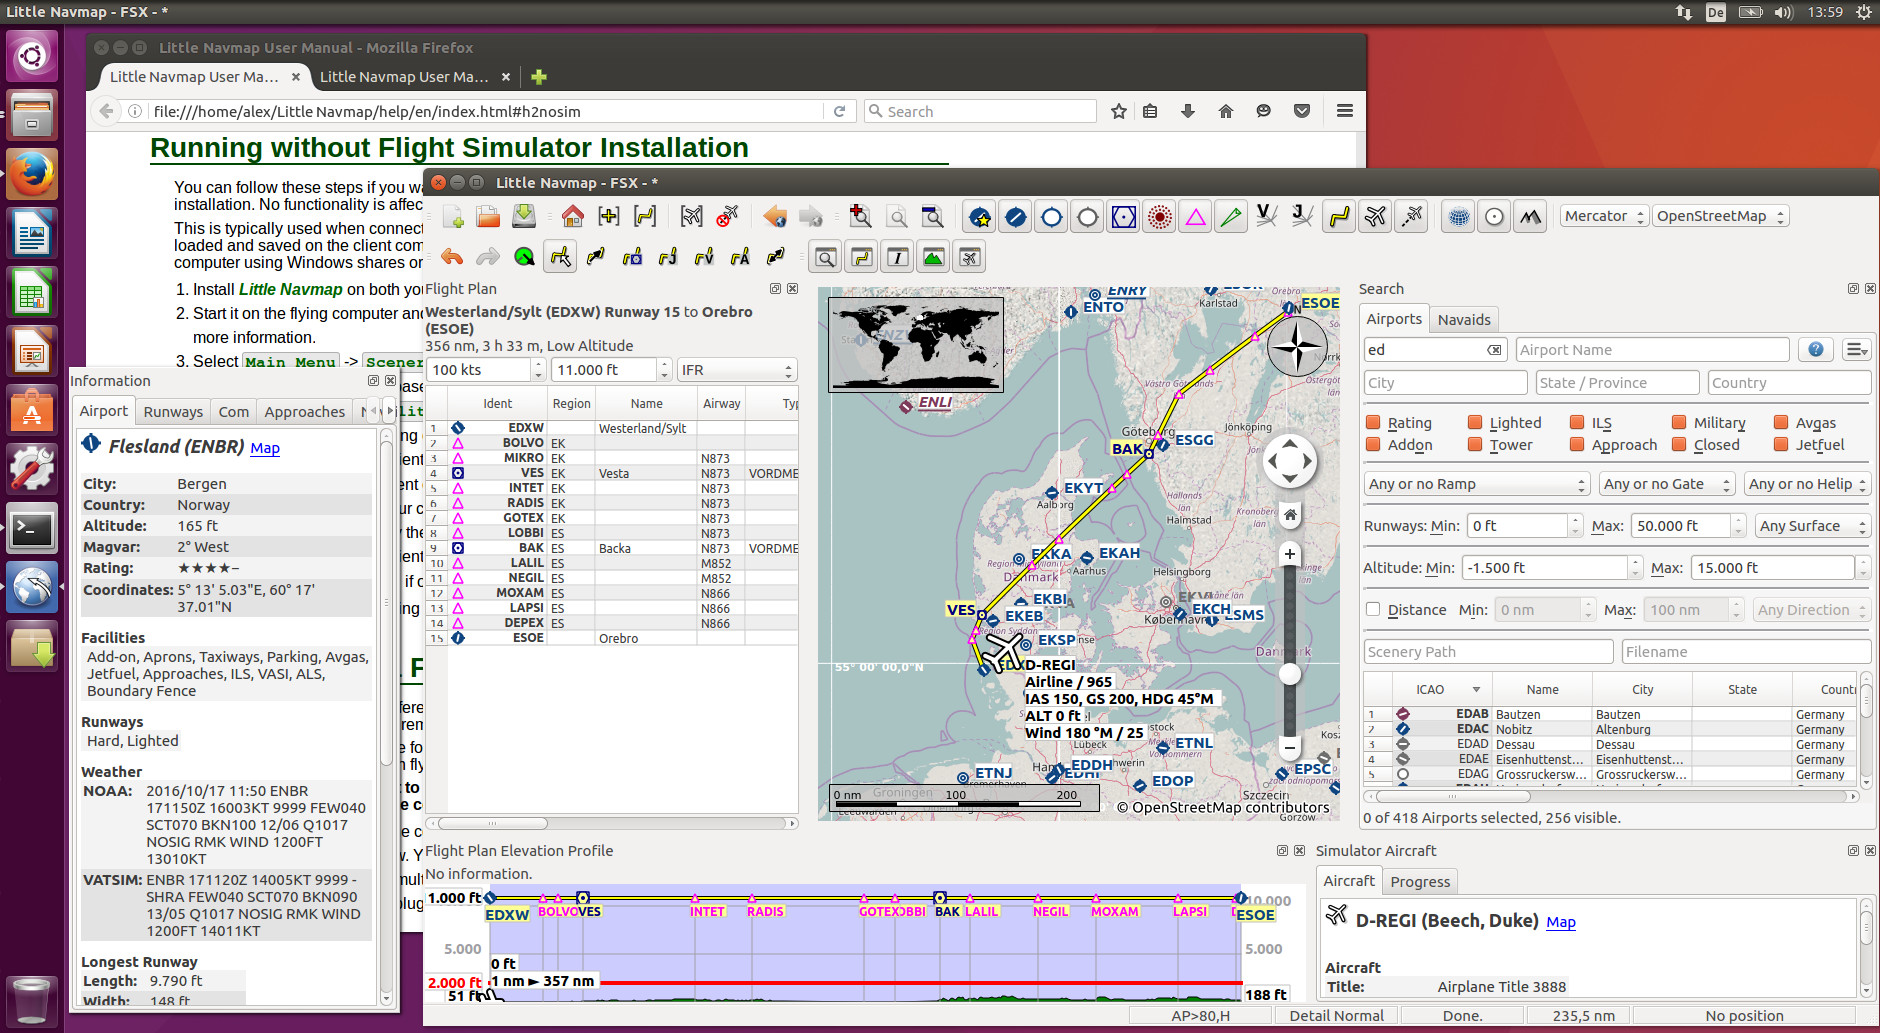 Little Navmap - FSX - *
De
13:59
Little Navmap User Manual - Mozilla Firefox
Little Navmap User Ma...
Little Navmap User Ma...
file:///home/alex/Little Navmap/help/en/index.html#h2nosim
Search
Running without Flight Simulator Installation
You can follow these steps if you wa
installation. No functionality is affec
This is typically used when connect
loaded and saved on the client com
computer using Windows shares or
1. Install Little Navmap on both you
2. Start it on the flying computer and
more information.
3. Select Main Menu -> Scener
Little Navmap - FSX - *
Mercator
OpenStreetMap
Information
Airport
Runways
Com
Approaches
Flesland (ENBR) Map
City: Bergen
Country: Norway
Altitude: 165 ft
Magvar: 2° West
Rating: ★★★★–
Coordinates: 5° 13' 5.03"E, 60° 17'
37.01"N
Facilities
Add-on, Aprons, Taxiways, Parking, Avgas,
Jetfuel, Approaches, ILS, VASI, ALS,
Boundary Fence
Runways
Hard, Lighted
Weather
NOAA: 2016/10/17 11:50 ENBR
171150Z 16003KT 9999 FEW040
SCT070 BKN100 12/06 Q1017
NOSIG RMK WIND 1200FT
13010KT
VATSIM: ENBR 171120Z 14005KT 9999 -
SHRA FEW040 SCT070 BKN090
13/05 Q1017 NOSIG RMK WIND
1200FT 14011KT
Longest Runway
Length: 9.790 ft
Width: 148 ft
Flight Plan
Westerland/Sylt (EDXW) Runway 15 to Orebro
(ESOE)
356 nm, 3 h 33 m, Low Altitude
100 kts
11.000 ft
IFR
Ident Region Name Airway Typ
1 EDXW Westerland/Sylt
2 BOLVO EK
3 MIKRO EK N873
4 VES EK Vesta N873 VORDME
5 INTET EK N873
6 RADIS EK N873
7 GOTEX EK N873
8 LOBBI EK N873
9 BAK ES Backa N873 VORDME
10 LALIL ES M852
11 NEGIL ES M852
12 MOXAM ES N866
13 LAPSI ES N866
14 DEPEX ES N866
15 ESOE Orebro
ENRY
ENTO
Karlstad
ESOE
N
ENLI
Göteborg
ESGG
Jönköping
BAK
EKYT
Aalborg
Hallands län
Halmstad
EKKA
EKAH
Aarhus
Danmark
Helsingborg
EKBI
VES
EKEB
EKCH
ESMS
København
EKSP
Danmark
55° 00' 00,0"N
D-REGI
Airline / 965
IAS 150, GS 200, HDG 45°M
ALT 0 ft
Wind 180 °M / 25
Lübeck
ETNL
ETNJ
EDDH
EDHI
EDOP
EPSC
Szczecin
Groningen
0 nm 100 200
© OpenStreetMap contributors
Gorzów
Search
Airports
Navaids
ed
Airport Name
City
State / Province
Country
Rating Lighted ILS Military Avgas
Addon Tower Approach Closed Jetfuel
Any or no Ramp
Any or no Gate
Any or no Helip
Runways: Min: 0 ft Max: 50.000 ft Any Surface
Altitude: Min: -1.500 ft Max: 15.000 ft
Distance Min: 0 nm Max: 100 nm Any Direction
Scenery Path
Filename
ICAO Name City State Countr
1 EDAB Bautzen Bautzen Germany
2 EDAC Nobitz Altenburg Germany
3 EDAD Dessau Dessau Germany
4 EDAE Eisenhuttenst... Eisenhuttenst... Germany
5 EDAG Grossruckersw... Grossruckersw... Germany
0 of 418 Airports selected, 256 visible.
Flight Plan Elevation Profile
No information.
1.000 ft
10.000
EDXW BOLVO VES INTET RADIS GOTEX OBBI BAK LALIL NEGIL MOXAM LAPSI ESOE
5.000
5.000
0 ft
2.000 ft
1 nm ► 357 nm
51 ft
188 ft
Simulator Aircraft
Aircraft
Progress
D-REGI (Beech, Duke) Map
Aircraft
Title: Airplane Title 3888
AP>80,H
Detail Normal
Done.
235,5 nm
No position